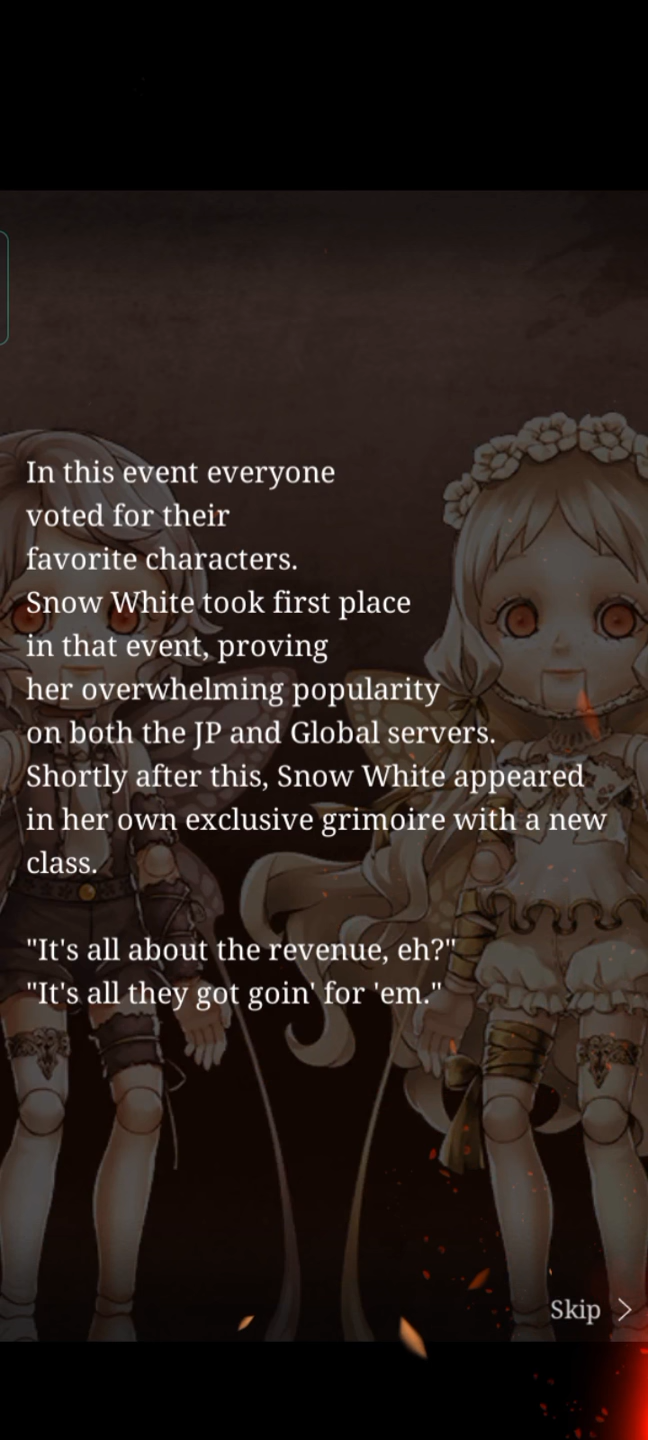 In this event everyone
voted for their
favorite characters.
Snow White took first place
in that event, proving
her overwhelming popularity
on both the JP and Global servers.
Shortly after this, Snow White appeared
in her own exclusive grimoire with a new
class.
"It's all about the revenue, eh?"
"It's all they got goin' for 'em."
Skip